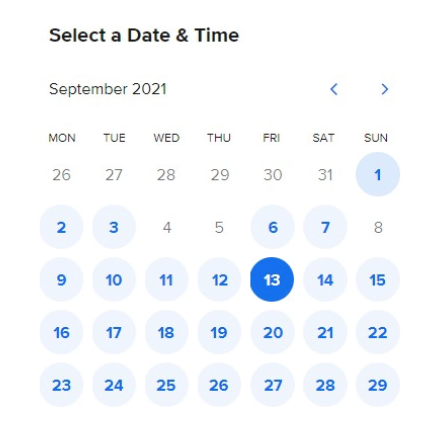 Select a Date & Time
September 2021
MON TUE WED THU FRI SAT SUN
26 27 28 29 30 31 1
2 3 4 5 6 7 8
9 10 11 12 13 14 15
16 17 18 19 20 21 22
23 24 25 26 27 28 29